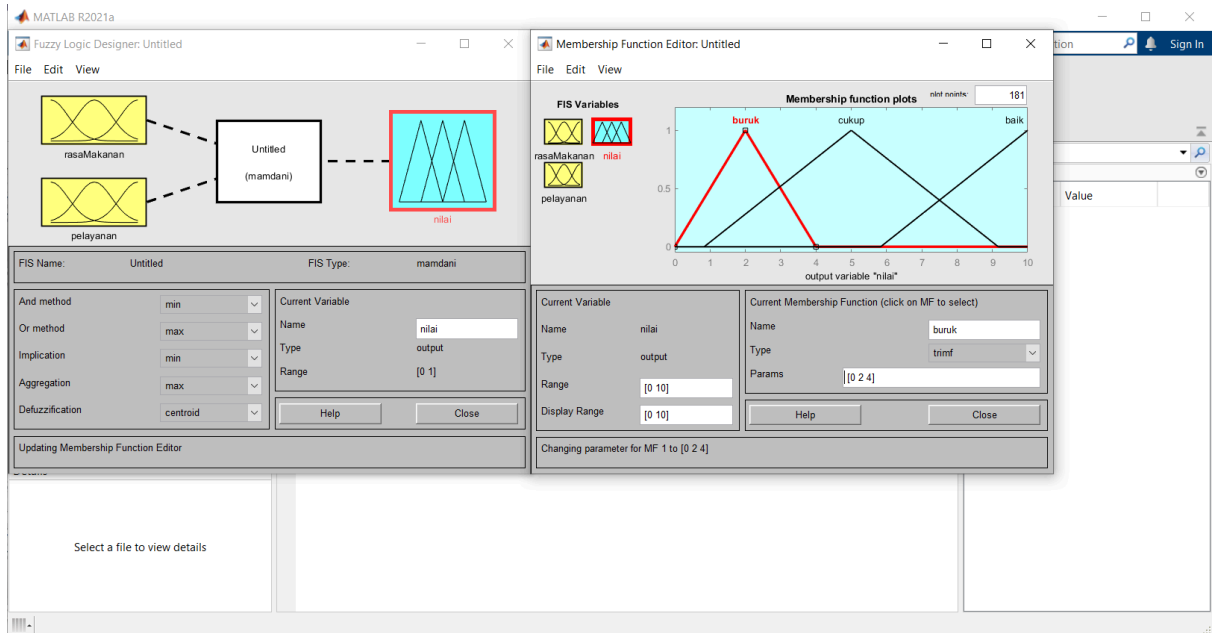 MATLAB R2021a
Fuzzy Logic Designer: Untitled
File Edit View
rasaMakanan
pelayanan
Untitled
(mamdani)
nilai
FIS Name: Untitled FIS Type: mamdani
And method min
Or method max
Implication min
Aggregation max
Defuzzification centroid
Current Variable
Name nilai
Type output
Range [0 1]
Help Close
Updating Membership Function Editor
Membership Function Editor: Untitled
File Edit View
FIS Variables
rasaMakanan nilai
pelayanan
Membership function plots plot points: 181
buruk cukup baik
1
0.5
0
0 1 2 3 4 5 6 7 8 9 10
output variable "nilai"
Current Variable
Name nilai
Type output
Range [0 10]
Display Range [0 10]
Current Membership Function (click on MF to select)
Name buruk
Type trimf
Params [0 2 4]
Help Close
Changing parameter for MF 1 to [0 2 4]
Sign In
Value
Select a file to view details